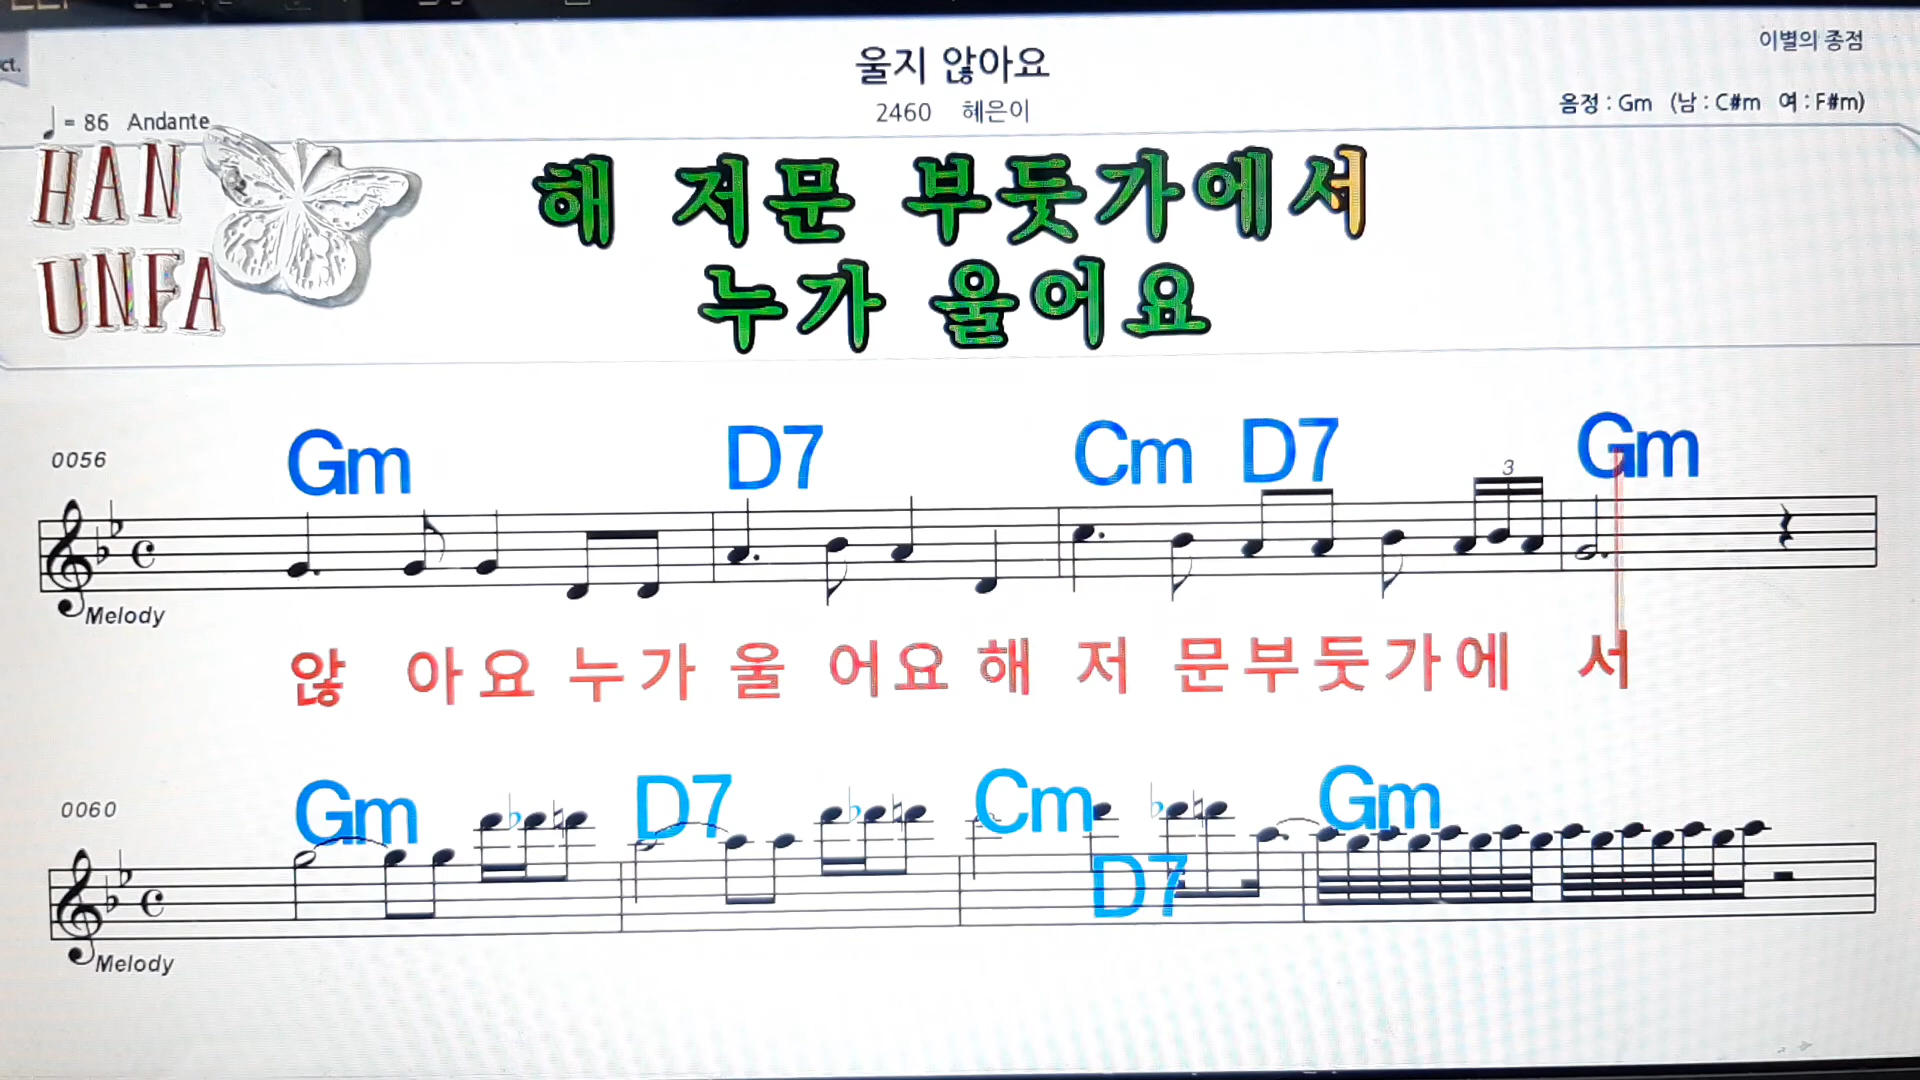 이별의 종점
ct.
울지 않아요
2460 혜은이
음정 : Gm (남 : C#m 여 : F#m)
= 86 Andante
HAN
UNFA
해 저문 부둣가에서
누가 울어요
Gm D7 Cm D7 Gm
0056
3
Melody
않 아요 누가 울 어요 해 저 문부둣가에 서
Gm D7 Cm Gm
0060
D7
Melody